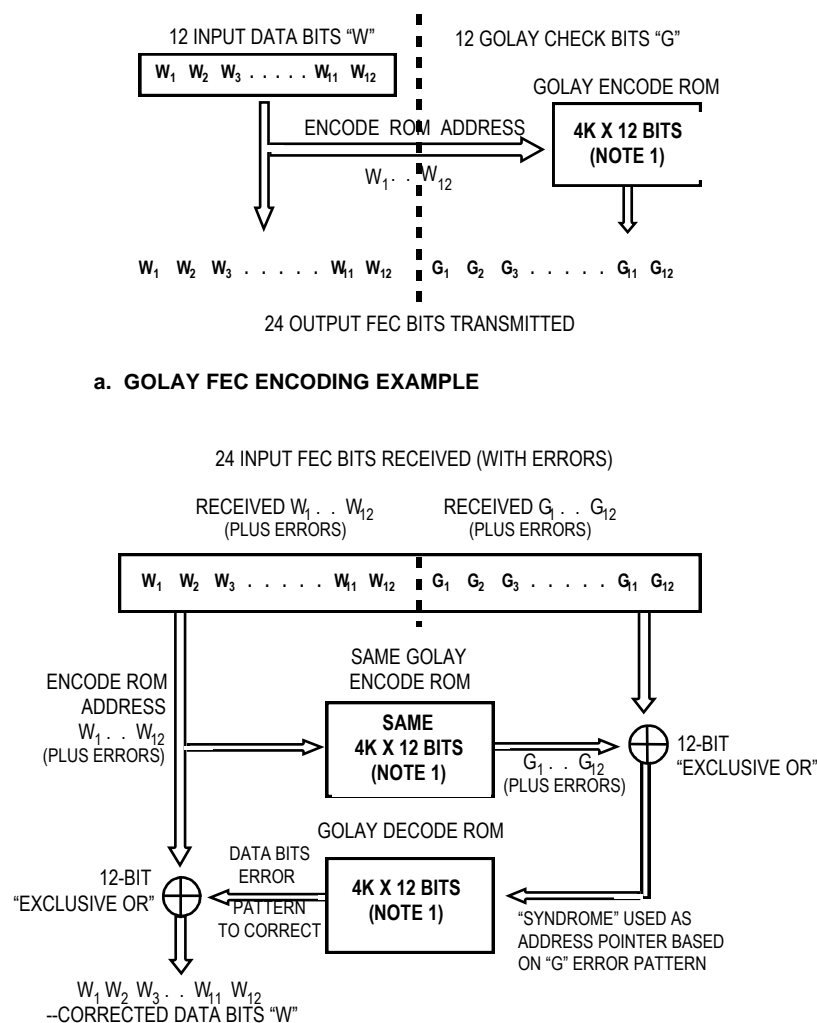 12 INPUT DATA BITS “W”
12 GOLAY CHECK BITS “G”
W1 W2 W3 . . . . . W11 W12
GOLAY ENCODE ROM
ENCODE ROM ADDRESS
4K X 12 BITS
(NOTE 1)
W1 . . W12
W1 W2 W3 . . . . . W11 W12 G1 G2 G3 . . . . . G11 G12
24 OUTPUT FEC BITS TRANSMITTED
a. GOLAY FEC ENCODING EXAMPLE
24 INPUT FEC BITS RECEIVED (WITH ERRORS)
RECEIVED W1 . . W12
(PLUS ERRORS)
RECEIVED G1 . . G12
(PLUS ERRORS)
W1 W2 W3 . . . . . W11 W12 G1 G2 G3 . . . . . G11 G12
ENCODE ROM
ADDRESS
W1 . . W12
(PLUS ERRORS)
SAME GOLAY
ENCODE ROM
SAME
4K X 12 BITS
(NOTE 1)
G1 . . G12
(PLUS ERRORS)
12-BIT
“EXCLUSIVE OR”
GOLAY DECODE ROM
12-BIT
“EXCLUSIVE OR”
DATA BITS
ERROR
PATTERN
TO CORRECT
4K X 12 BITS
(NOTE 1)
“SYNDROME” USED AS
ADDRESS POINTER BASED
ON “G” ERROR PATTERN
W1 W2 W3 . . W11 W12
--CORRECTED DATA BITS “W”